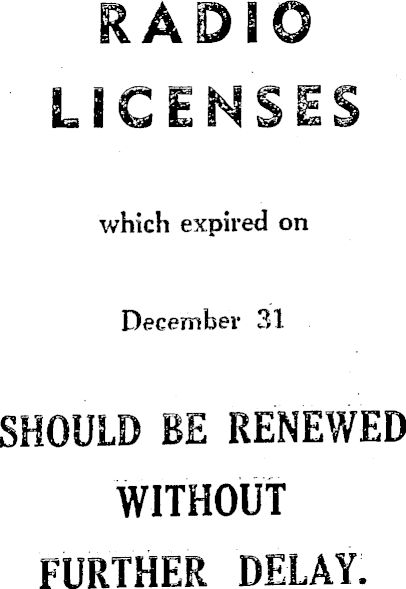 RADIO
LICENSES
which expired on
December 31
SHOULD BE RENEWED
WITHOUT
FURTHER DELAY.